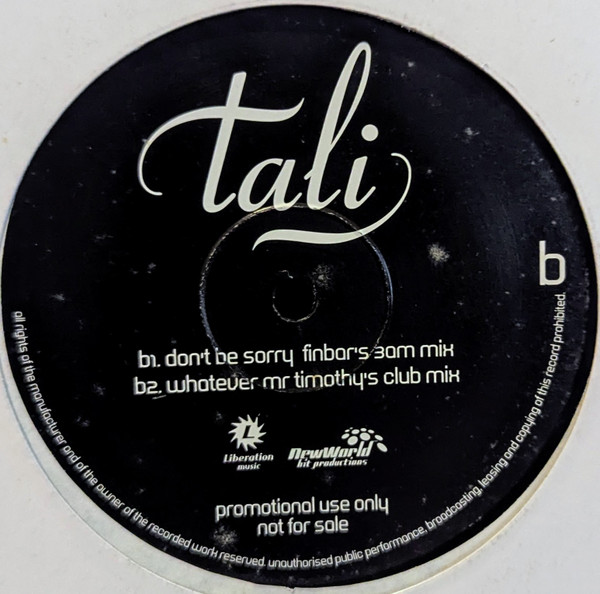 tali
b
b1. don't be sorry finbar's 3am mix
b2. whatever mr timothy's club mix
L
Liberation
music
NewWorld
hit productions
promotional use only
not for sale
all rights of the manufacturer and of the owner of the recorded work reserved. unauthorised public performance, broadcasting, leasing and copying of this record prohibited.